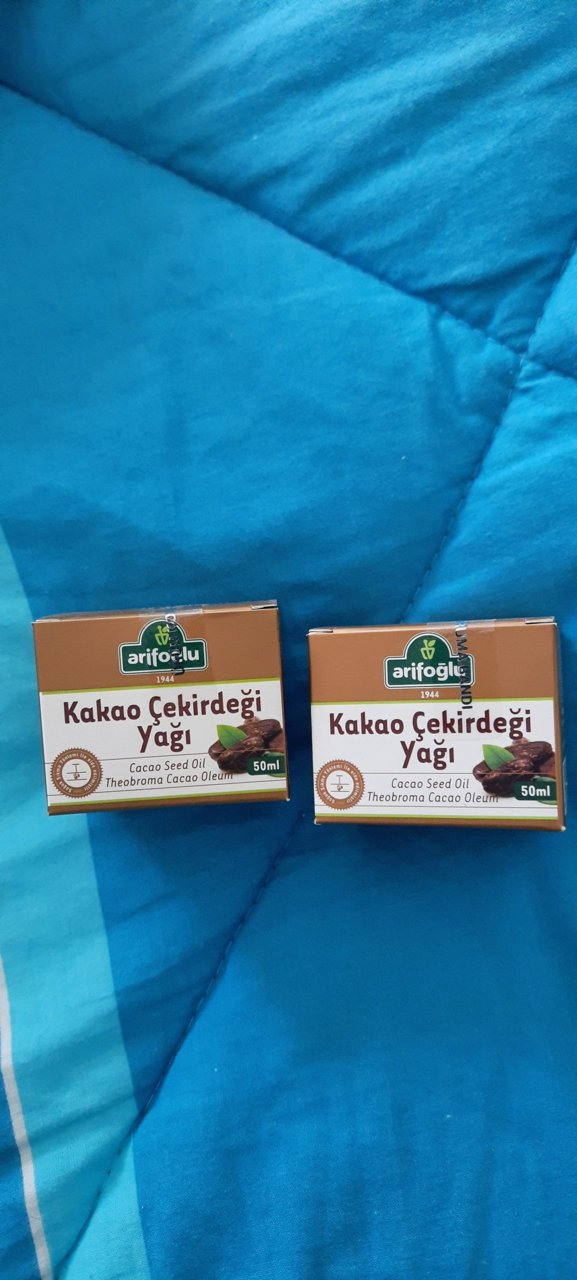 arifoğlu
1944
Kakao Çekirdeği
Yağı
Cacao Seed Oil
Theobroma Cacao Oleum
50ml
arifoğlu
1944
Kakao Çekirdeği
Yağı
Cacao Seed Oil
Theobroma Cacao Oleum
50ml